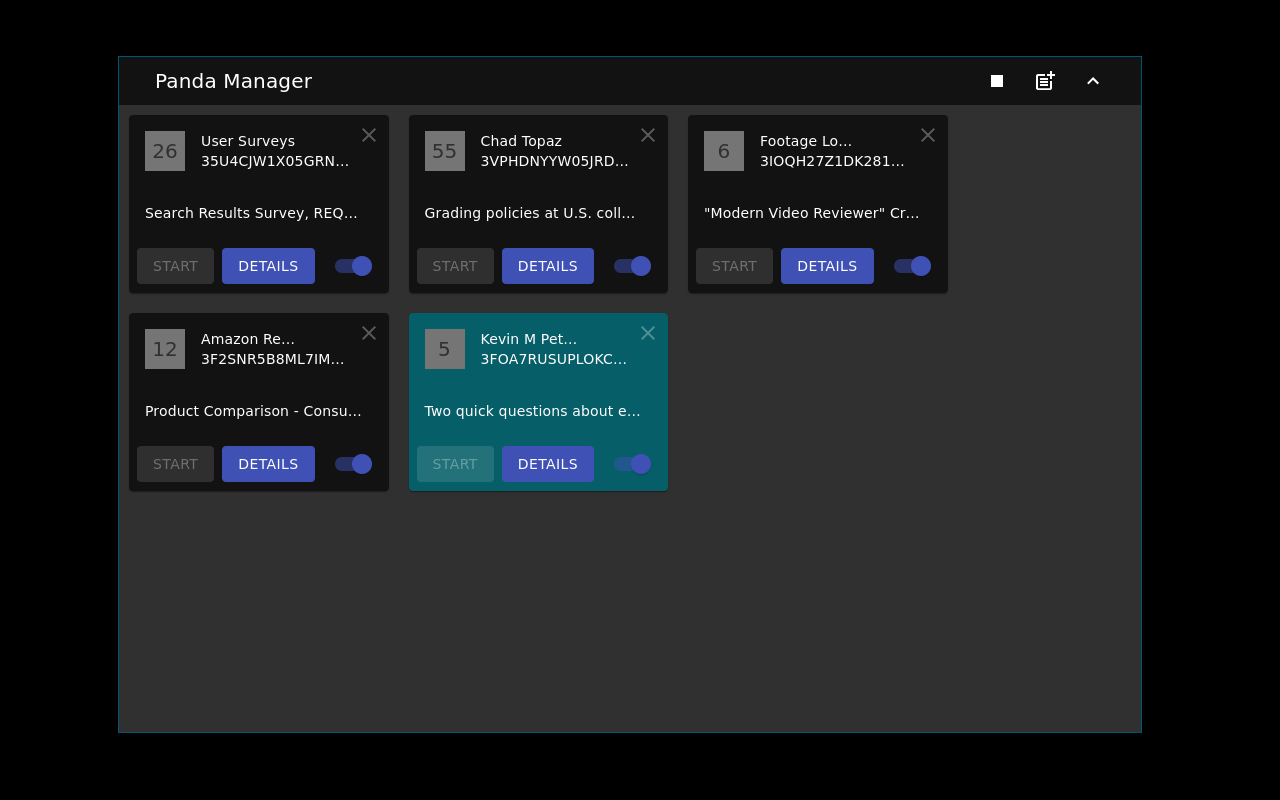 Panda Manager
26
User Surveys
35U4CJW1X05GRN...
Search Results Survey, REQ...
START
DETAILS
55
Chad Topaz
3VPHDNYYW05JRD...
Grading policies at U.S. coll...
START
DETAILS
6
Footage Lo...
3IOQH27Z1DK281...
"Modern Video Reviewer" Cr...
START
DETAILS
12
Amazon Re...
3F2SNR5B8ML7IM...
Product Comparison - Consu...
START
DETAILS
5
Kevin M Pet...
3FOA7RUSUPLOKC...
Two quick questions about e...
START
DETAILS